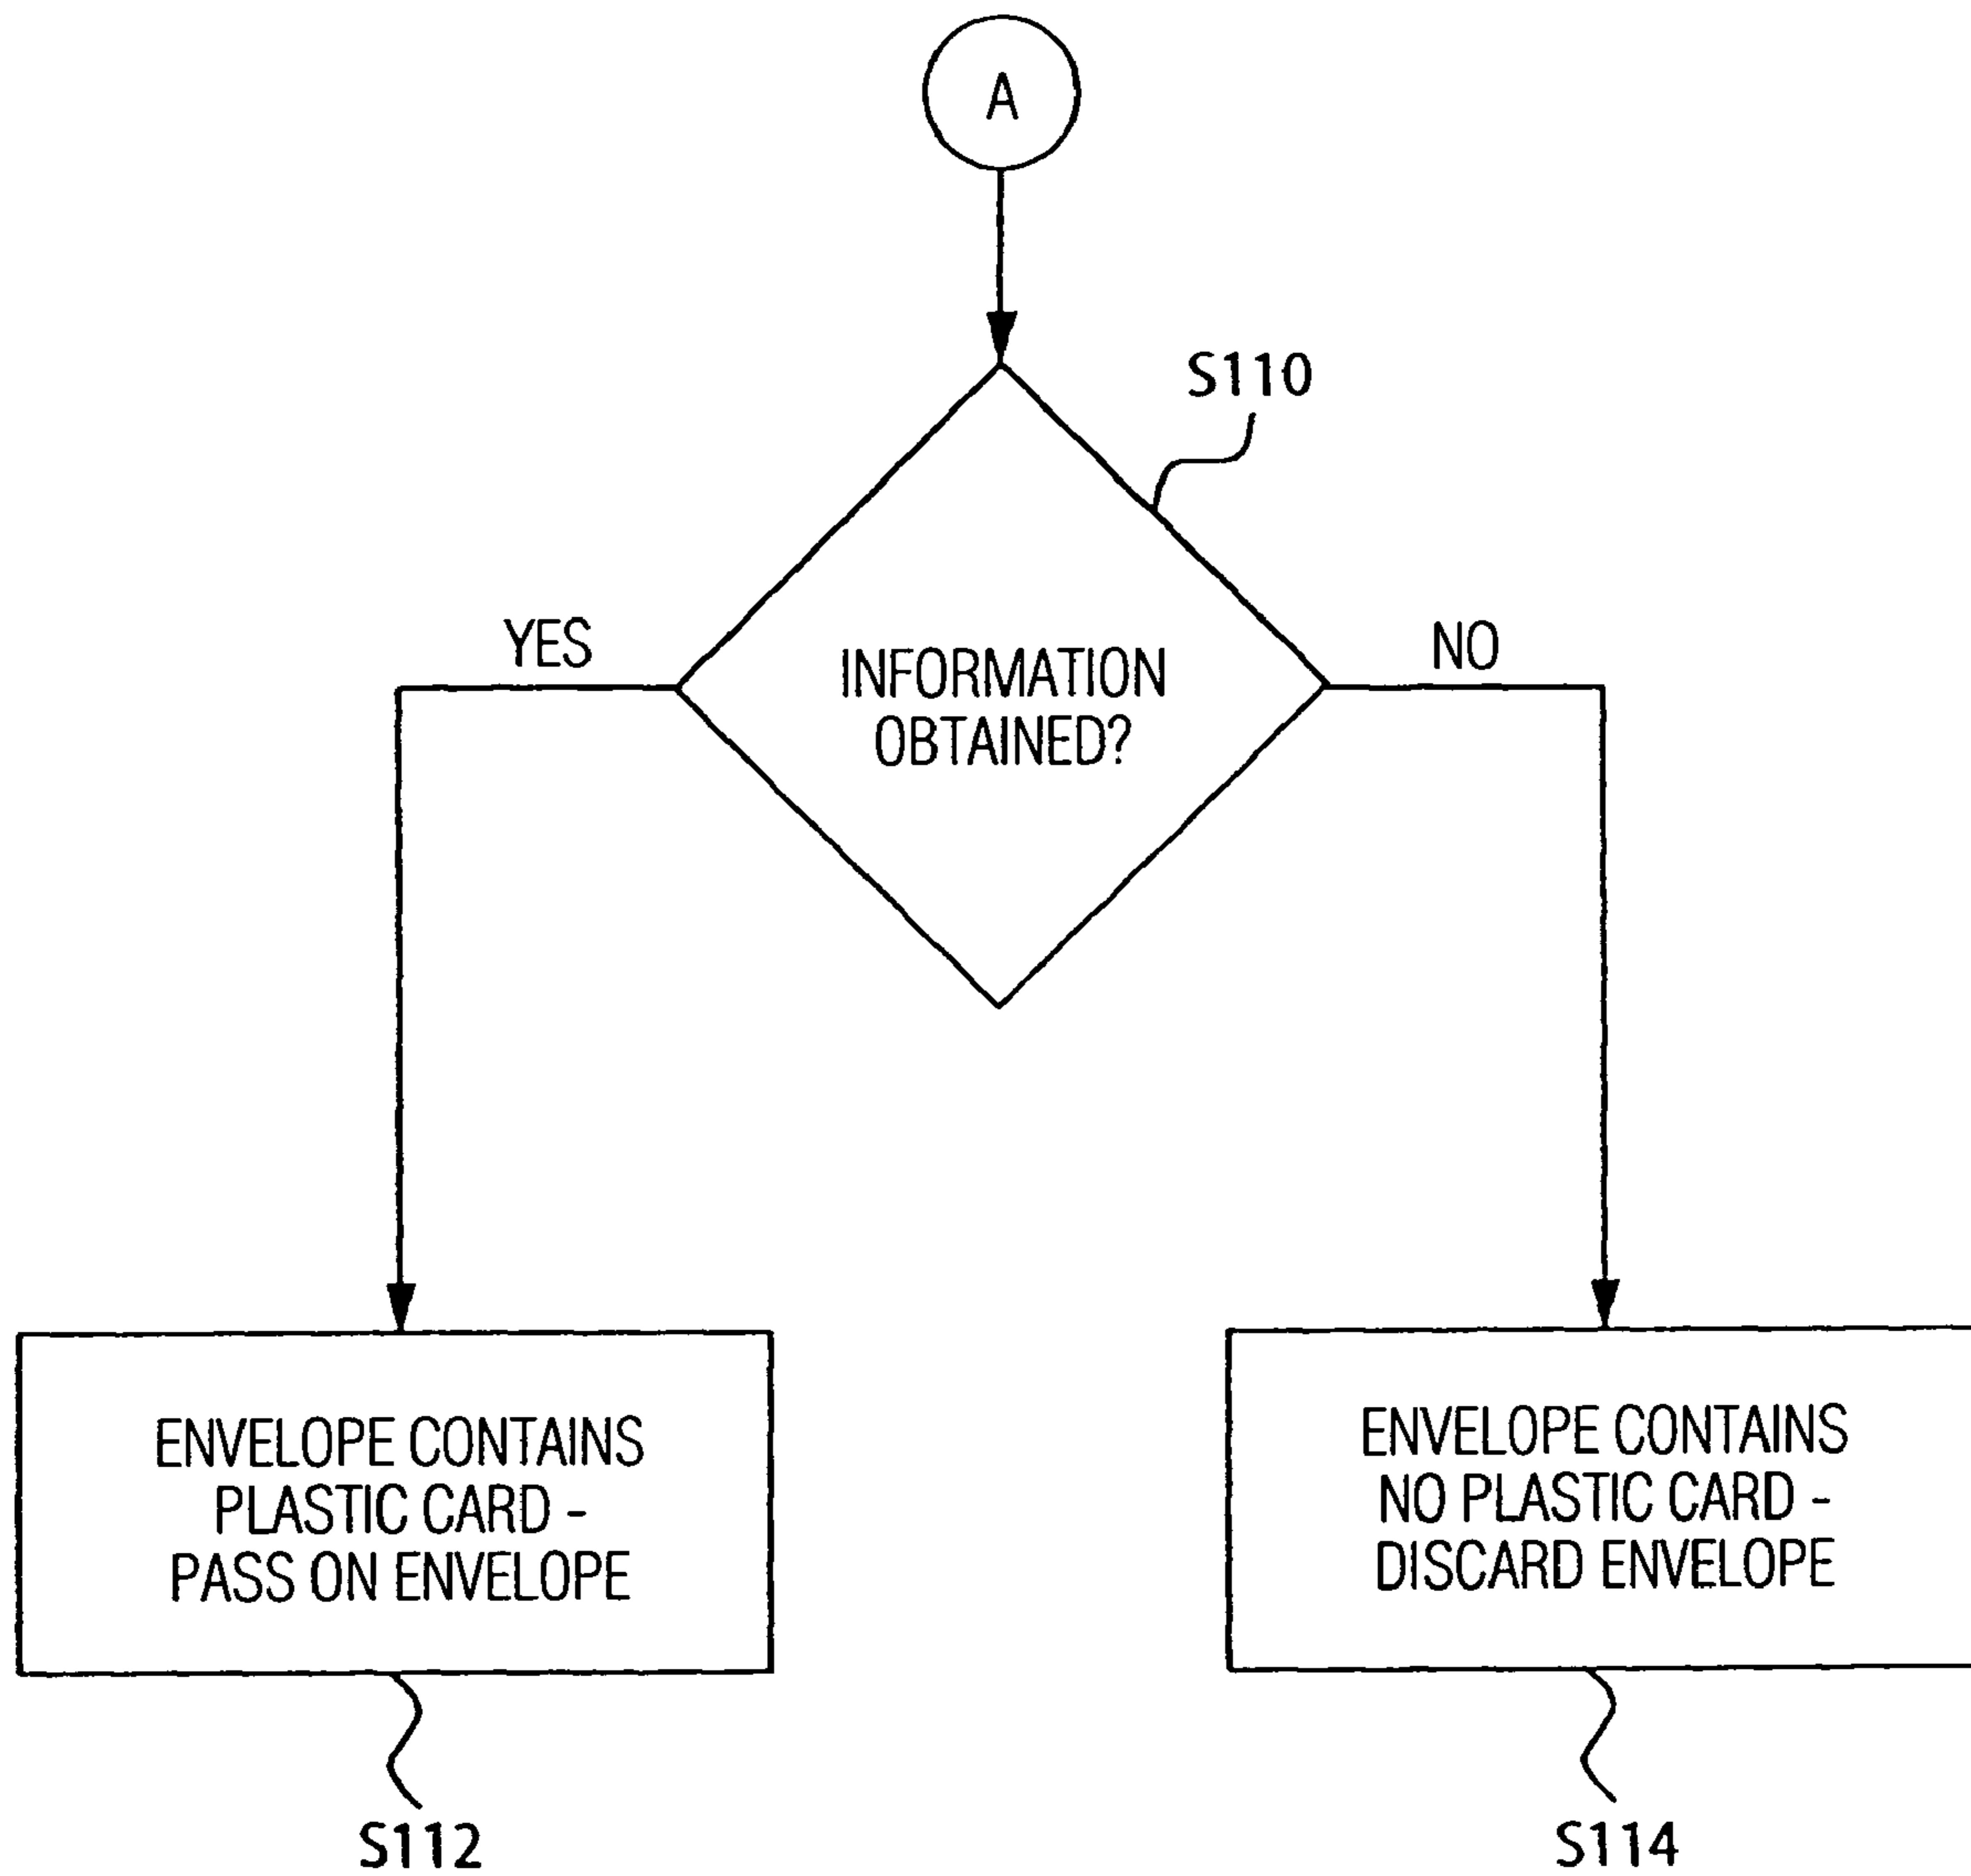 A
S110
YES
NO
INFORMATION
OBTAINED?
ENVELOPE CONTAINS
PLASTIC CARD -
PASS ON ENVELOPE
ENVELOPE CONTAINS
NO PLASTIC CARD -
DISCARD ENVELOPE
S112
S114